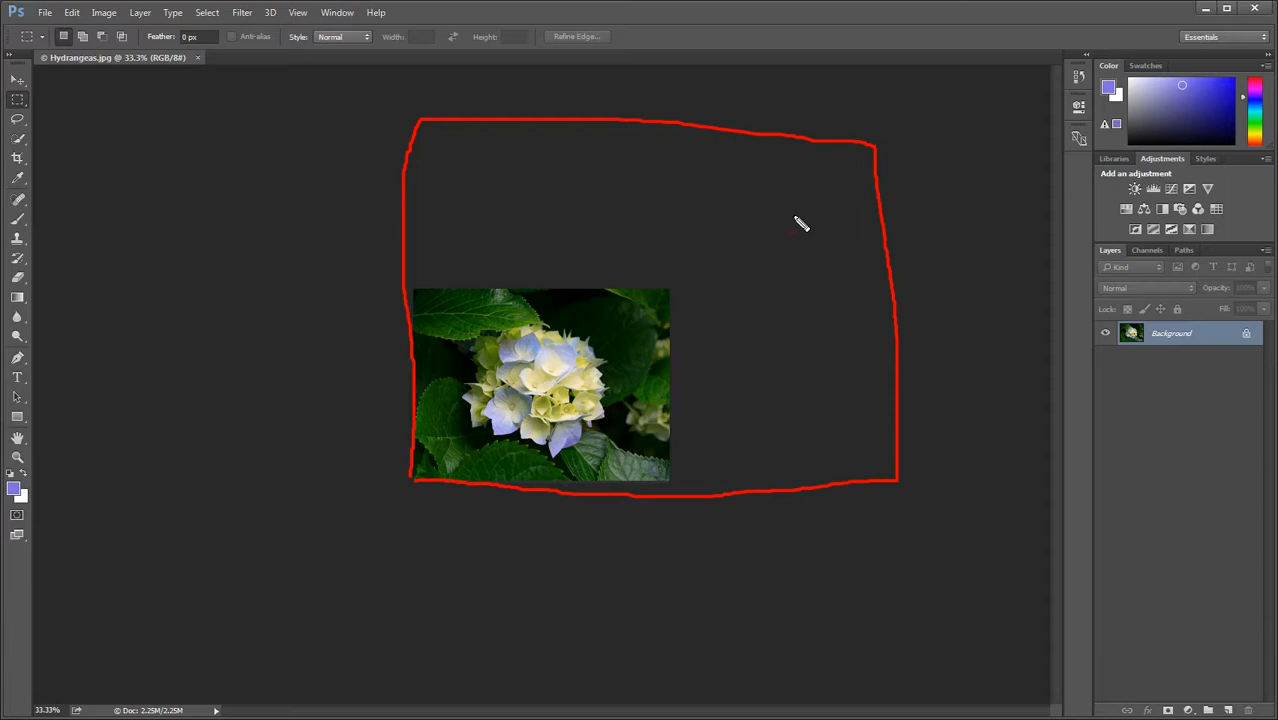 Ps File Edit Image Layer Type Select Filter 3D View Window Help
Feather: 0 px Anti-alias Style: Normal Width: Height: Refine Edge... Essentials
© Hydrangeas.jpg @ 33.3% (RGB/8#) ×
Color Swatches
Libraries Adjustments Styles
Add an adjustment
Layers Channels Paths
Kind
Normal Opacity: 100%
Lock: Fill: 100%
Background
33.33% © Doc: 2.25M/2.25M